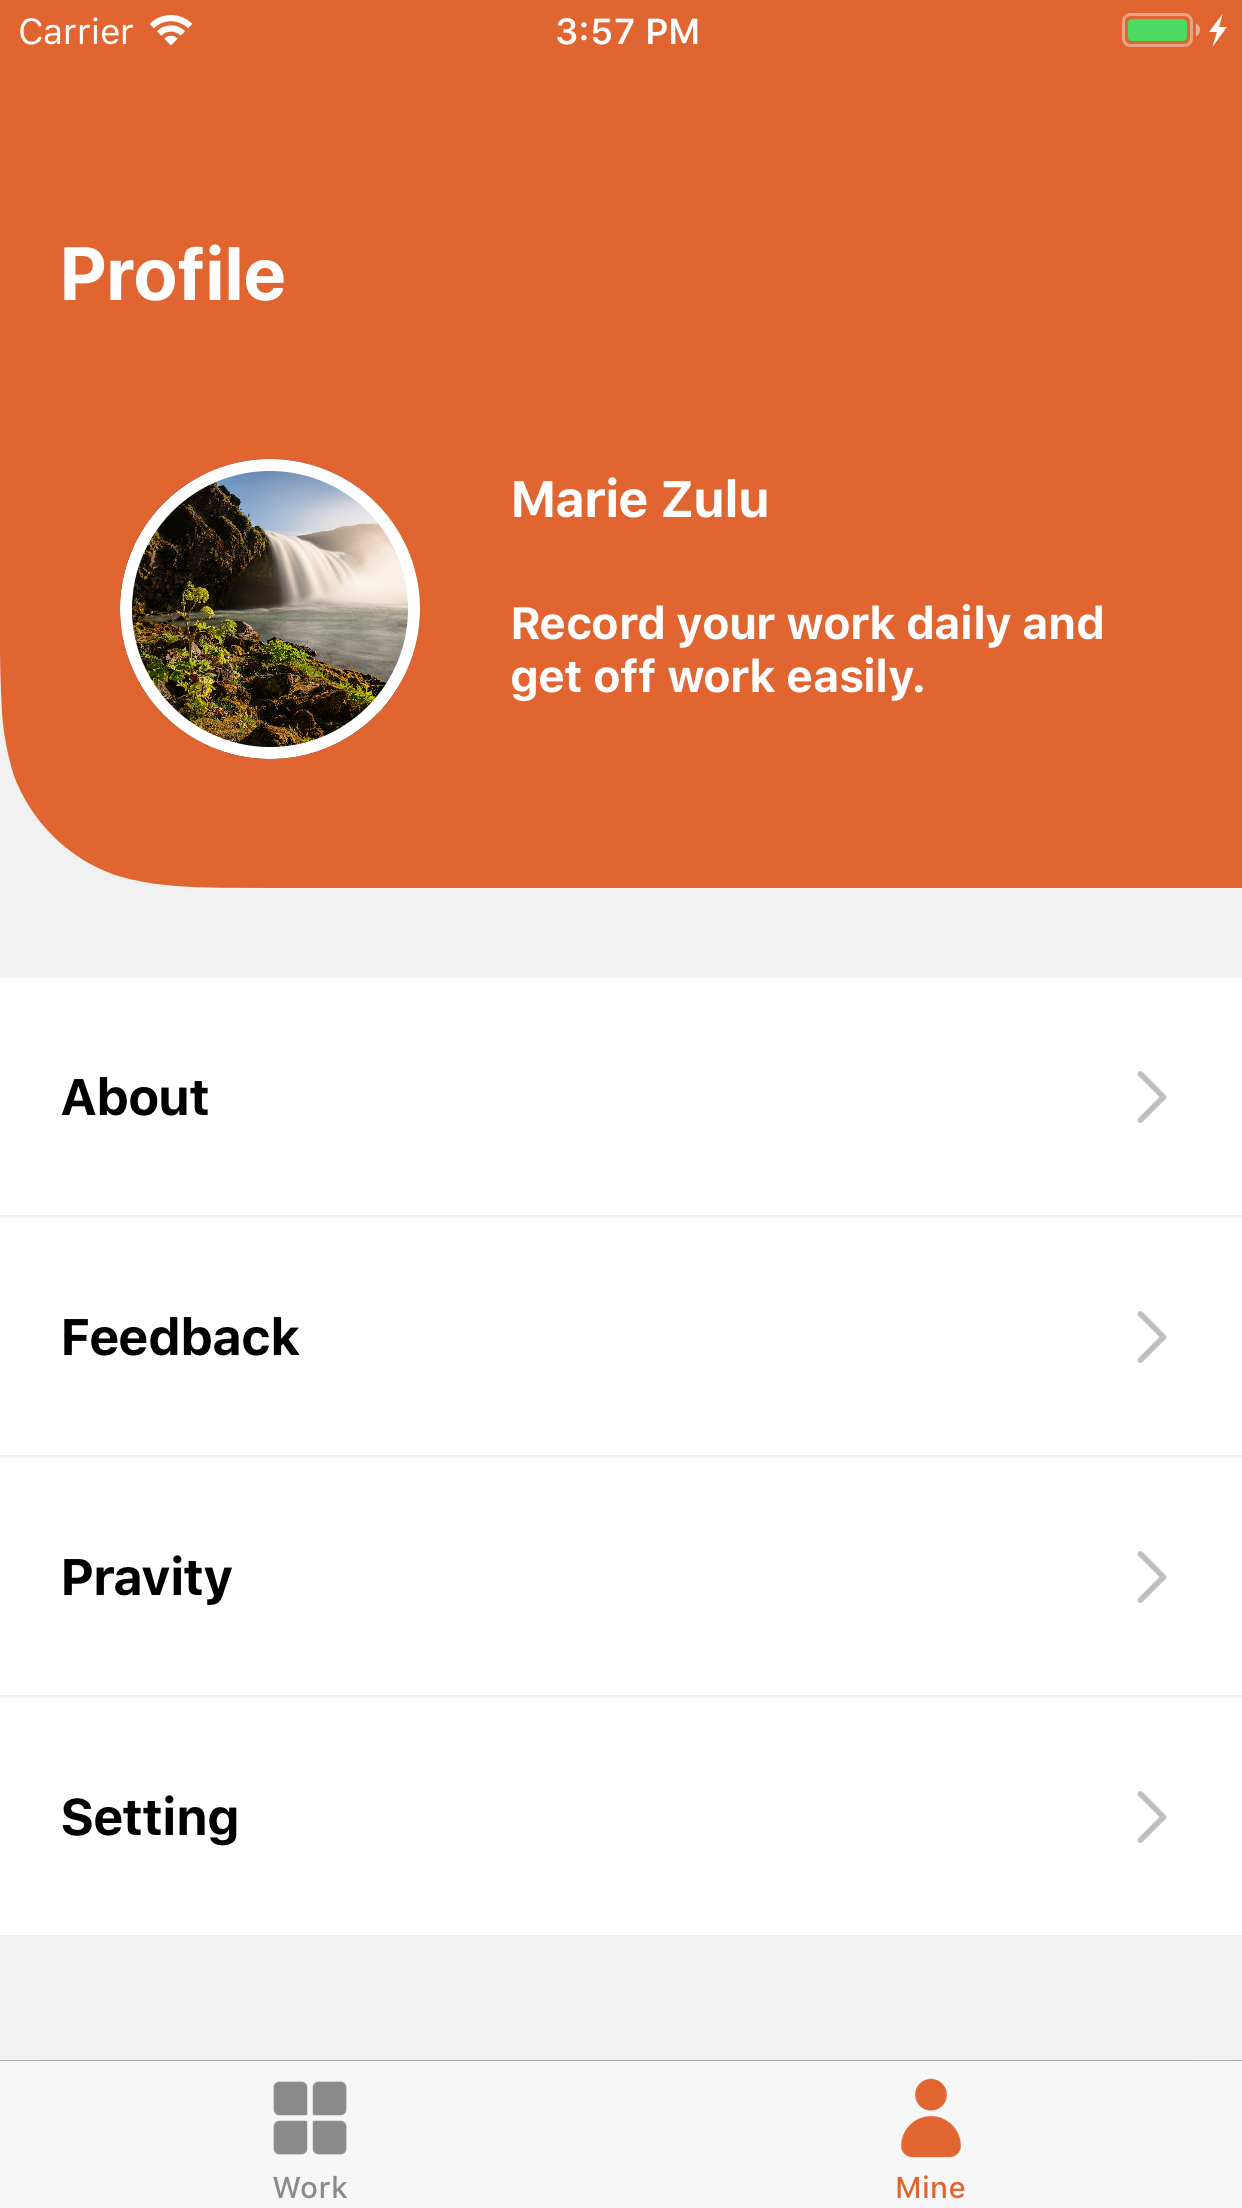 Carrier 3:57 PM
Profile
Marie Zulu
Record your work daily and
get off work easily.
About
Feedback
Pravity
Setting
Work Mine